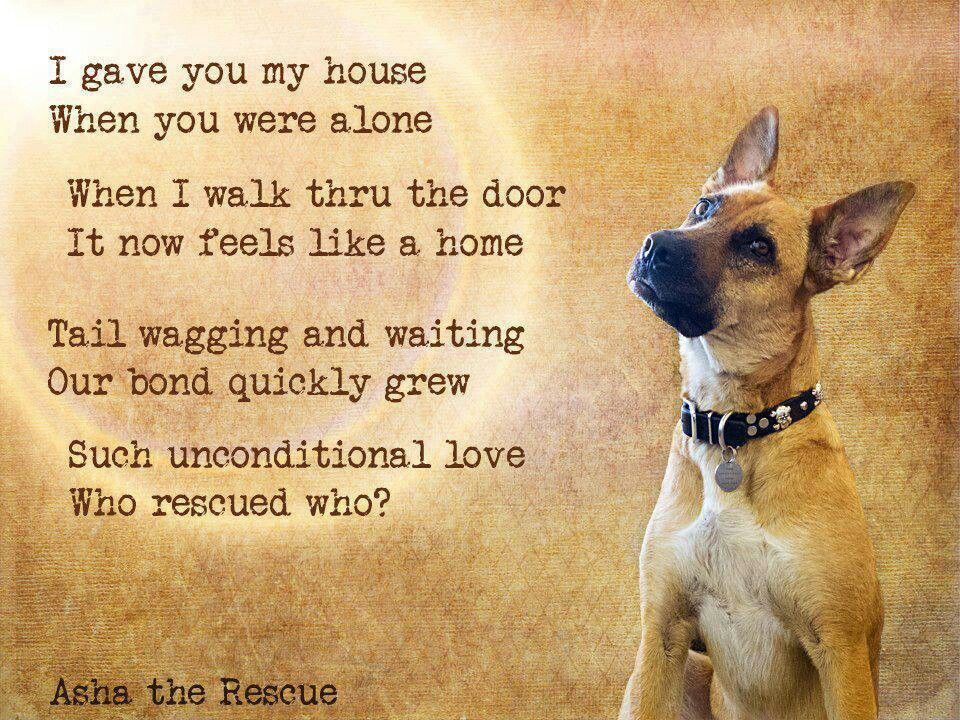 I gave you my house
When you were alone
When I walk thru the door
It now feels like a home
Tail wagging and waiting
Our bond quickly grew
Such unconditional love
Who rescued who?
Asha the Rescue